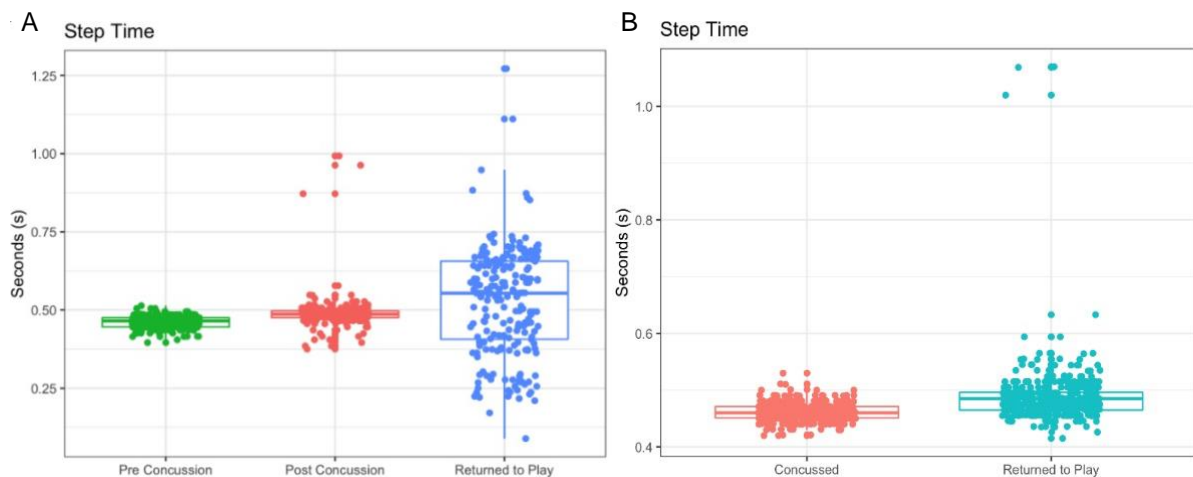 A
Step Time
1.25
1.00
0.75
0.50
0.25
Seconds (s)
Pre Concussion Post Concussion Returned to Play
B
Step Time
1.0
0.8
0.6
0.4
Seconds (s)
Concussed Returned to Play